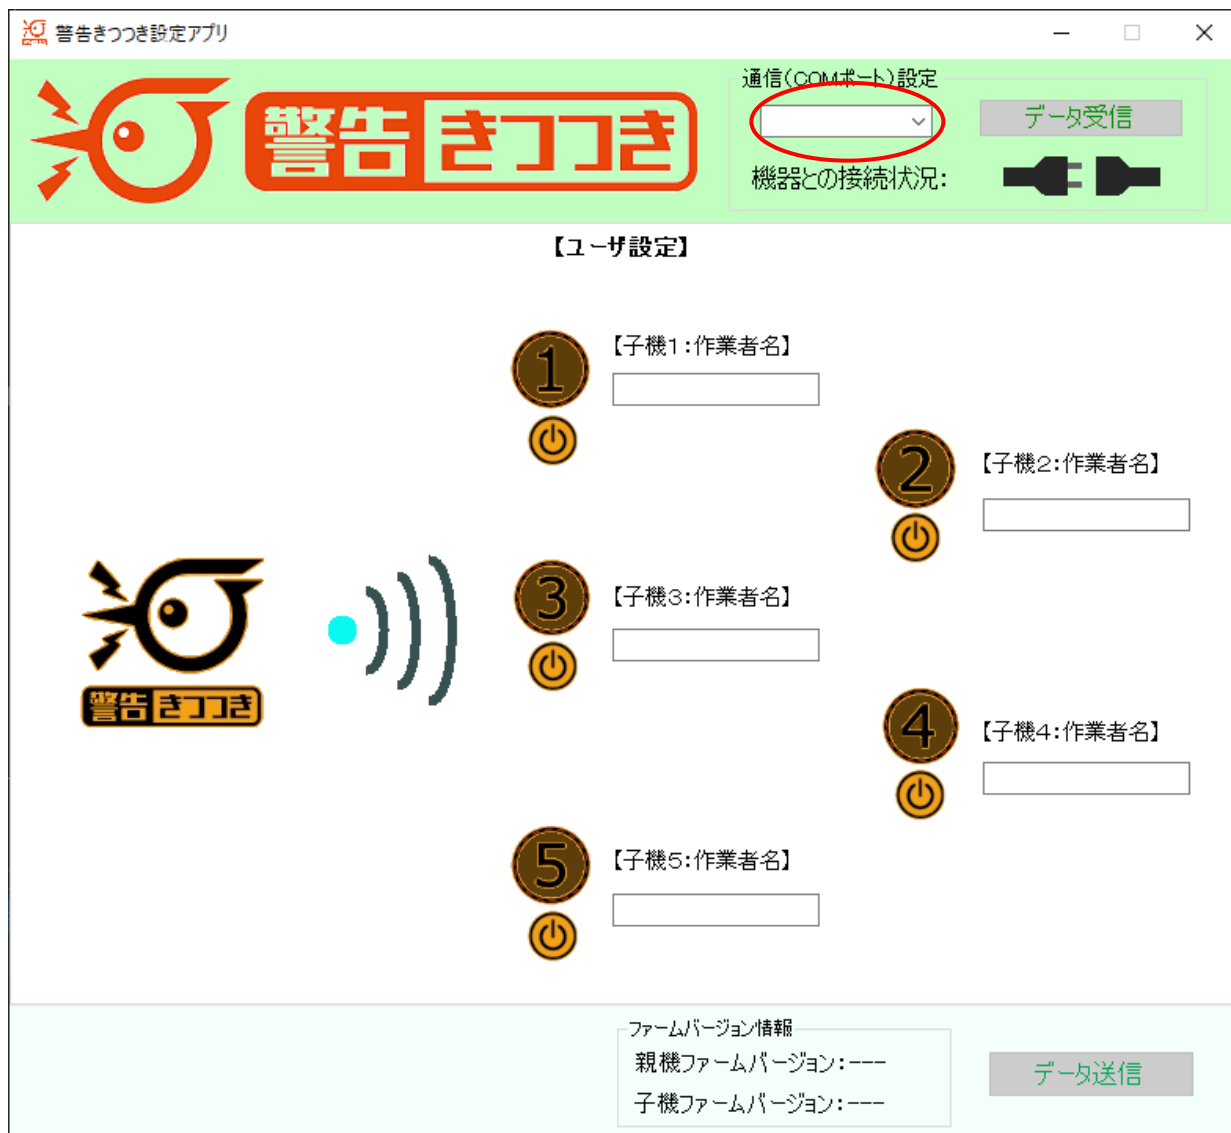 警告きつつき設定アプリ
警告きつつき
通信(COMポート)設定
データ受信
機器との接続状況:
【ユーザ設定】
1
【子機1:作業者名】
2
【子機2:作業者名】
3
【子機3:作業者名】
警告きつつき
4
【子機4:作業者名】
5
【子機5:作業者名】
ファームバージョン情報
親機ファームバージョン:---
子機ファームバージョン:---
データ送信